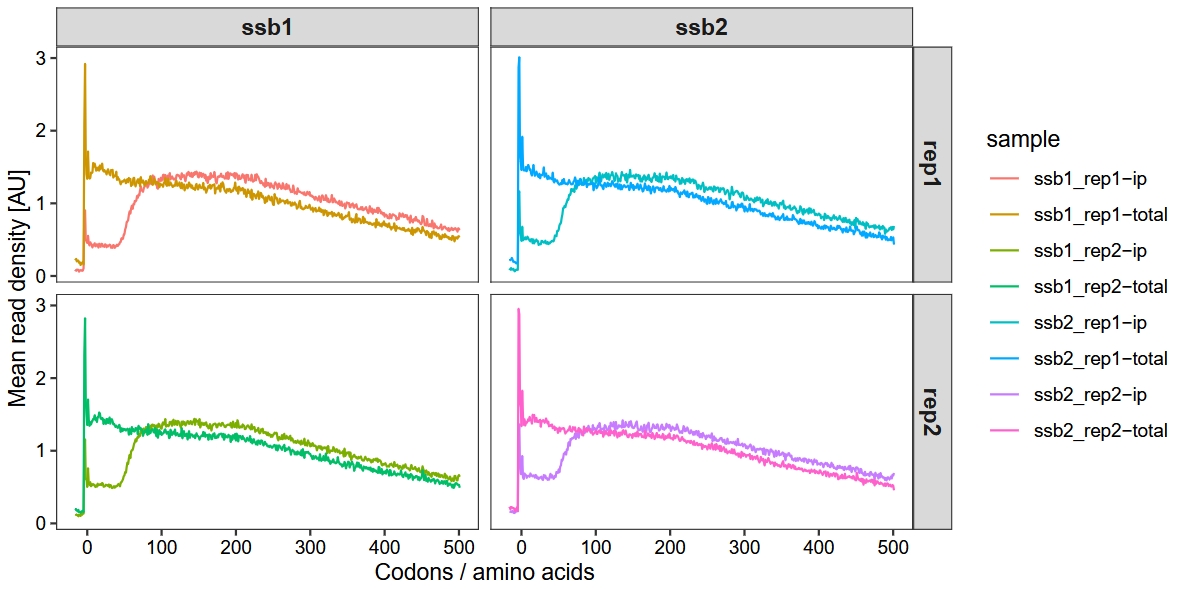 ssb1
ssb2
3
2
1
0
rep1
3
2
1
0
rep2
0
100
200
300
400
500
0
100
200
300
400
500
Codons / amino acids
Mean read density [AU]
sample
ssb1_rep1−ip
ssb1_rep1−total
ssb1_rep2−ip
ssb1_rep2−total
ssb2_rep1−ip
ssb2_rep1−total
ssb2_rep2−ip
ssb2_rep2−total